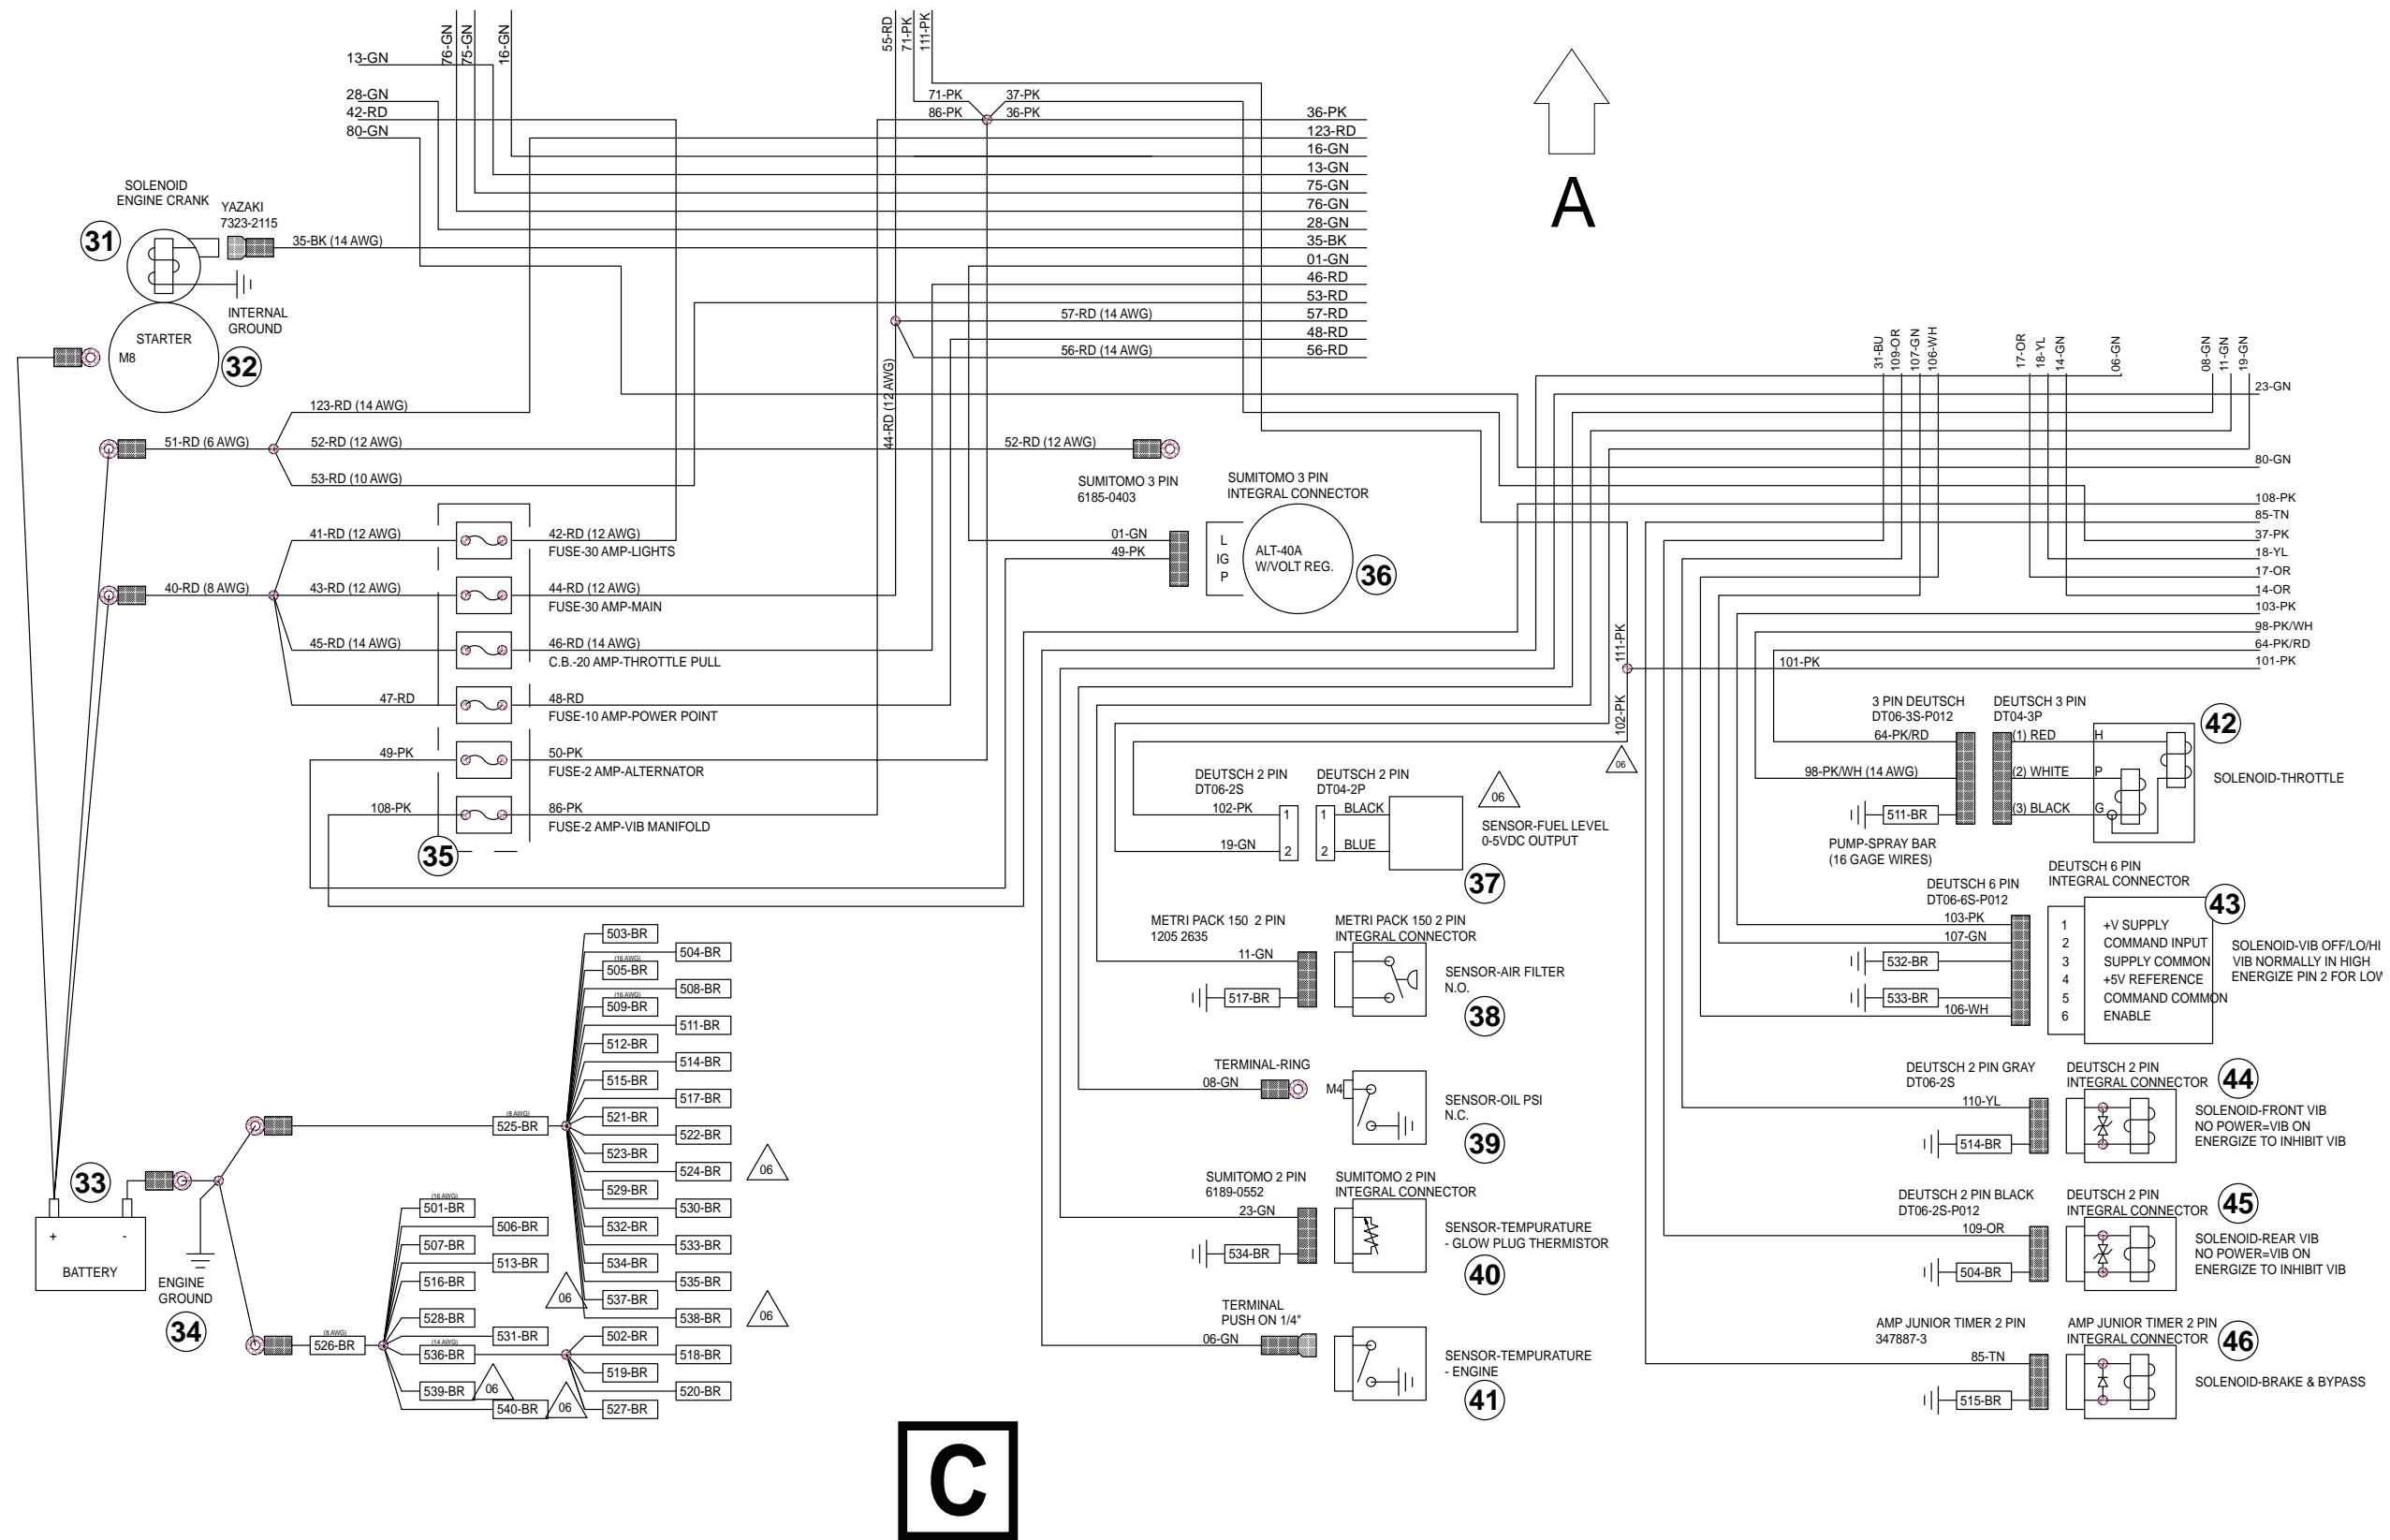 76-GN
75-GN
16-GN
55-RD
71-PK
111-PK
13-GN
28-GN
42-RD
80-GN
71-PK
86-PK
37-PK
36-PK
36-PK
123-RD
16-GN
13-GN
75-GN
76-GN
28-GN
35-BK
01-GN
46-RD
53-RD
57-RD
48-RD
56-RD
A
SOLENOID
ENGINE CRANK
31
YAZAKI
7323-2115
35-BK (14 AWG)
INTERNAL
GROUND
STARTER
M8
32
57-RD (14 AWG)
56-RD (14 AWG)
44-RD (12 AWG)
123-RD (14 AWG)
51-RD (6 AWG)
52-RD (12 AWG)
52-RD (12 AWG)
53-RD (10 AWG)
41-RD (12 AWG)
42-RD (12 AWG)
FUSE-30 AMP-LIGHTS
40-RD (8 AWG)
43-RD (12 AWG)
44-RD (12 AWG)
FUSE-30 AMP-MAIN
45-RD (14 AWG)
46-RD (14 AWG)
C.B.-20 AMP-THROTTLE PULL
47-RD
48-RD
FUSE-10 AMP-POWER POINT
49-PK
50-PK
FUSE-2 AMP-ALTERNATOR
108-PK
86-PK
FUSE-2 AMP-VIB MANIFOLD
35
SUMITOMO 3 PIN
6185-0403
SUMITOMO 3 PIN
INTEGRAL CONNECTOR
01-GN
49-PK
L
IG
P
ALT-40A
W/VOLT REG.
36
31-BU
109-OR
107-GN
106-WH
17-OR
18-YL
14-GN
06-GN
08-GN
11-GN
19-GN
23-GN
80-GN
108-PK
85-TN
37-PK
18-YL
17-OR
14-OR
103-PK
98-PK/WH
64-PK/RD
101-PK
111-PK
101-PK
102-PK
06
DEUTSCH 2 PIN
DT06-2S
DEUTSCH 2 PIN
DT04-2P
102-PK
1
1
BLACK
19-GN
2
2
BLUE
06
SENSOR-FUEL LEVEL
0-5VDC OUTPUT
37
METRI PACK 150 2 PIN
1205 2635
METRI PACK 150 2 PIN
INTEGRAL CONNECTOR
11-GN
517-BR
SENSOR-AIR FILTER
N.O.
38
TERMINAL-RING
08-GN
M4
SENSOR-OIL PSI
N.C.
39
SUMITOMO 2 PIN
6189-0552
SUMITOMO 2 PIN
INTEGRAL CONNECTOR
23-GN
534-BR
SENSOR-TEMPURATURE
- GLOW PLUG THERMISTOR
40
TERMINAL
PUSH ON 1/4"
06-GN
SENSOR-TEMPURATURE
- ENGINE
41
3 PIN DEUTSCH
DT06-3S-P012
DEUTSCH 3 PIN
DT04-3P
64-PK/RD
(1) RED
H
98-PK/WH (14 AWG)
(2) WHITE
P
511-BR
(3) BLACK
G
42
SOLENOID-THROTTLE
PUMP-SPRAY BAR
(16 GAGE WIRES)
DEUTSCH 6 PIN
DT06-6S-P012
DEUTSCH 6 PIN
INTEGRAL CONNECTOR
43
103-PK
107-GN
532-BR
533-BR
106-WH
1 +V SUPPLY
2 COMMAND INPUT
3 SUPPLY COMMON
4 +5V REFERENCE
5 COMMAND COMMON
6 ENABLE
SOLENOID-VIB OFF/LO/HI
VIB NORMALLY IN HIGH
ENERGIZE PIN 2 FOR LOW
DEUTSCH 2 PIN GRAY
DT06-2S
DEUTSCH 2 PIN
INTEGRAL CONNECTOR
44
110-YL
514-BR
SOLENOID-FRONT VIB
NO POWER=VIB ON
ENERGIZE TO INHIBIT VIB
DEUTSCH 2 PIN BLACK
DT06-2S-P012
DEUTSCH 2 PIN
INTEGRAL CONNECTOR
45
109-OR
504-BR
SOLENOID-REAR VIB
NO POWER=VIB ON
ENERGIZE TO INHIBIT VIB
AMP JUNIOR TIMER 2 PIN
347887-3
AMP JUNIOR TIMER 2 PIN
INTEGRAL CONNECTOR
46
85-TN
515-BR
SOLENOID-BRAKE & BYPASS
33
+
-
BATTERY
ENGINE
GROUND
34
(8 AWG)
525-BR
503-BR
504-BR
(16 AWG)
505-BR
508-BR
(16 AWG)
509-BR
511-BR
512-BR
514-BR
515-BR
517-BR
521-BR
522-BR
523-BR
524-BR
06
529-BR
530-BR
532-BR
533-BR
534-BR
535-BR
06
537-BR
538-BR
06
(8 AWG)
526-BR
(16 AWG)
501-BR
506-BR
507-BR
513-BR
516-BR
528-BR
531-BR
(14 AWG)
536-BR
539-BR
06
540-BR
06
502-BR
518-BR
519-BR
520-BR
527-BR
C